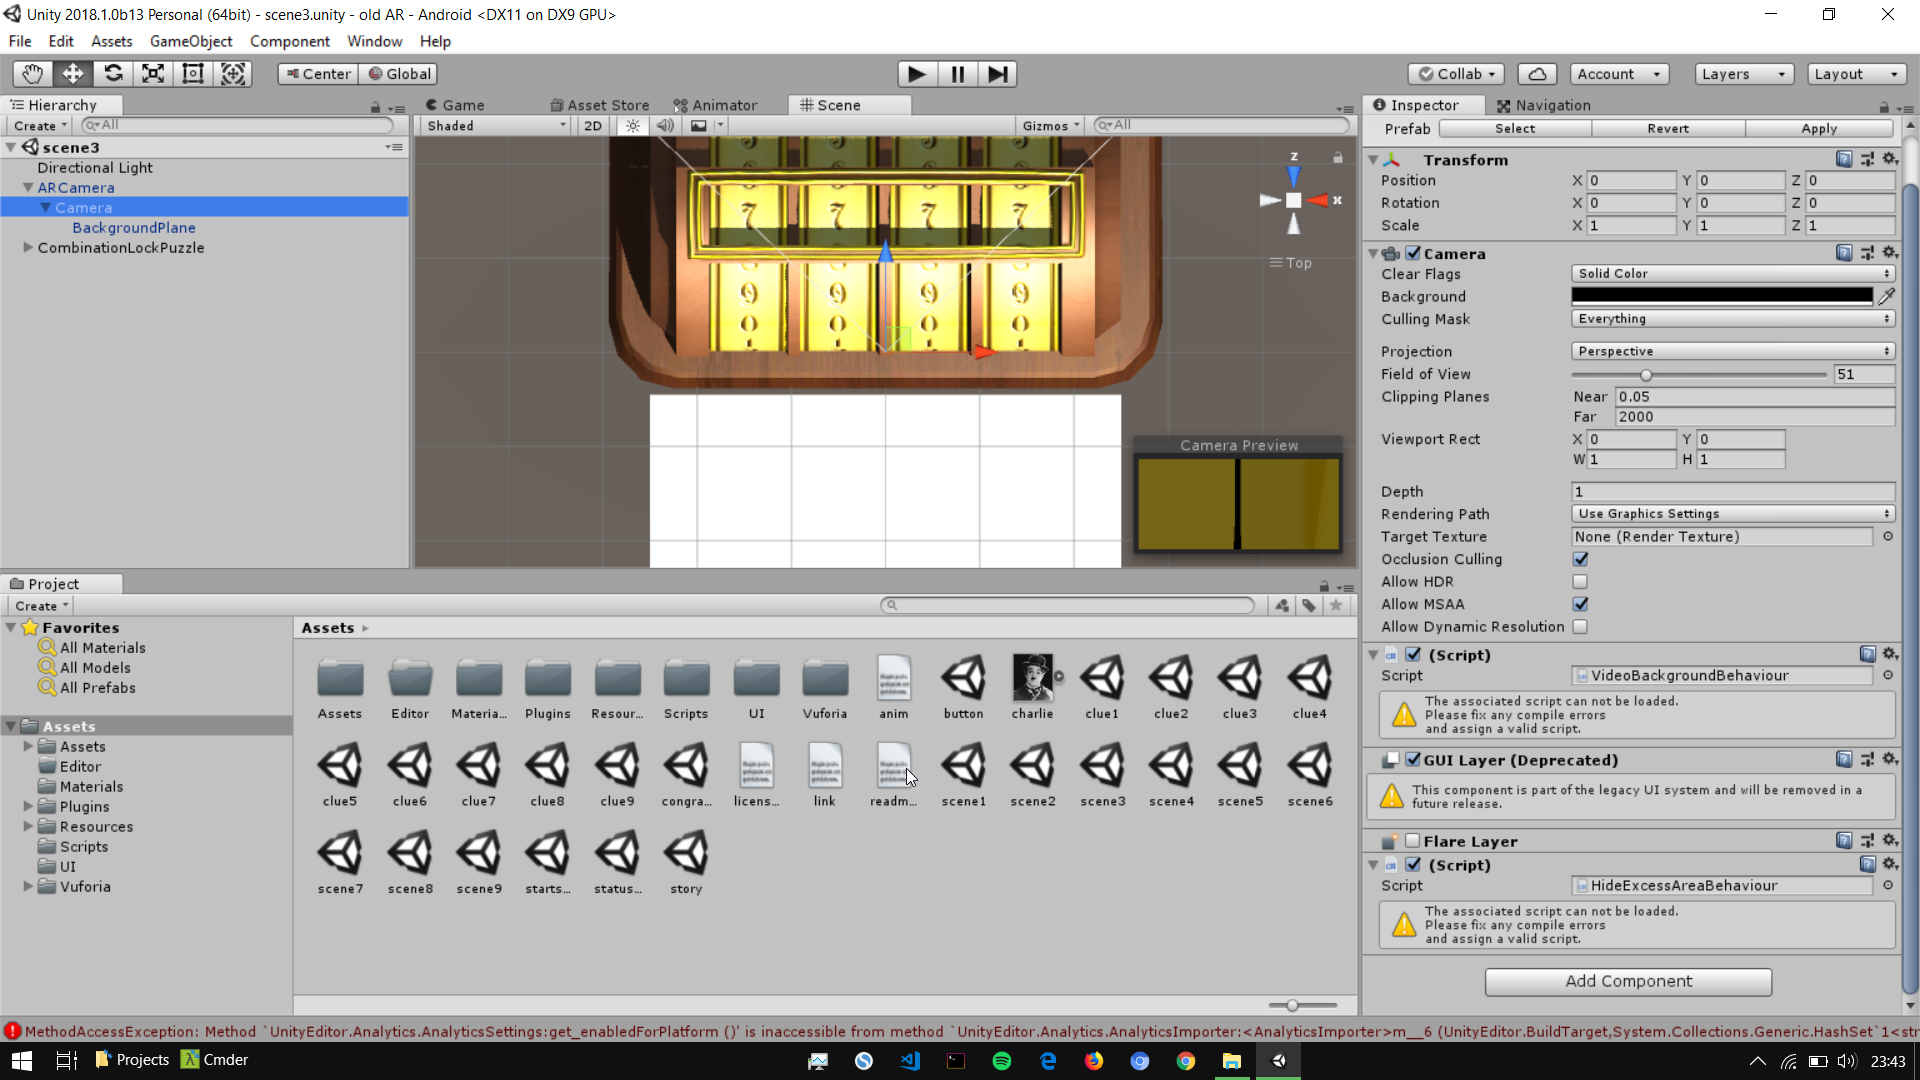 Unity 2018.1.0b13 Personal (64bit) - scene3.unity - old AR - Android <DX11 on DX9 GPU>
File Edit Assets GameObject Component Window Help
Center Global Collab Account Layers Layout
Hierarchy
Create All
scene3
Directional Light
ARCamera
Camera
BackgroundPlane
CombinationLockPuzzle
Game Asset Store Animator Scene
Shaded 2D Gizmos All
7 7 7 7
9 9 9 9
0 0 0 0
z
x
Top
Camera Preview
Inspector Navigation
Prefab Select Revert Apply
Transform
Position X 0 Y 0 Z 0
Rotation X 0 Y 0 Z 0
Scale X 1 Y 1 Z 1
Camera
Clear Flags Solid Color
Background
Culling Mask Everything
Projection Perspective
Field of View 51
Clipping Planes Near 0.05
Far 2000
Viewport Rect X 0 Y 0
W 1 H 1
Depth 1
Rendering Path Use Graphics Settings
Target Texture None (Render Texture)
Occlusion Culling
Allow HDR
Allow MSAA
Allow Dynamic Resolution
(Script)
Script VideoBackgroundBehaviour
The associated script can not be loaded.
Please fix any compile errors
and assign a valid script.
GUI Layer (Deprecated)
This component is part of the legacy UI system and will be removed in a
future release.
Flare Layer
(Script)
Script HideExcessAreaBehaviour
The associated script can not be loaded.
Please fix any compile errors
and assign a valid script.
Add Component
Project
Create
Favorites
All Materials
All Models
All Prefabs
Assets
Assets
Editor
Materials
Plugins
Resources
Scripts
UI
Vuforia
Assets
Assets Editor Materia... Plugins Resour... Scripts UI Vuforia anim button charlie clue1 clue2 clue3 clue4
clue5 clue6 clue7 clue8 clue9 congra... licens... link readm... scene1 scene2 scene3 scene4 scene5 scene6
scene7 scene8 scene9 starts... status... story
MethodAccessException: Method `UnityEditor.Analytics.AnalyticsSettings:get_enabledForPlatform ()' is inaccessible from method `UnityEditor.Analytics.AnalyticsImporter:<AnalyticsImporter>m__6 (UnityEditor.BuildTarget,System.Collections.Generic.HashSet`1<str
Projects Cmder 23:43